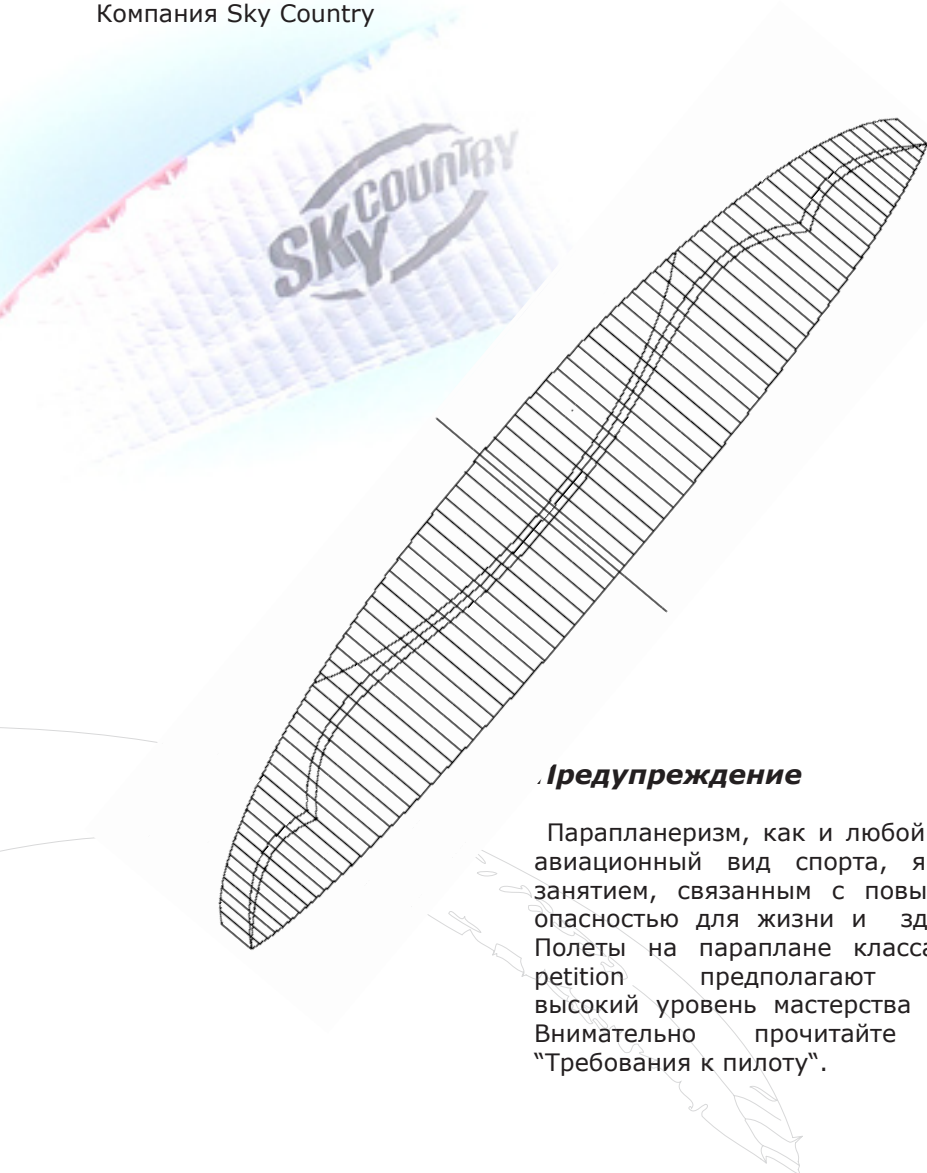 Компания Sky Country
SKY COUNTRY
Предупреждение
Парапланеризм, как и любой
авиационный вид спорта, я
занятием, связанным с повы
опасностью для жизни и зд
Полеты на параплане класса
petition предполагают
высокий уровень мастерства
Внимательно прочитайте
“Требования к пилоту“.